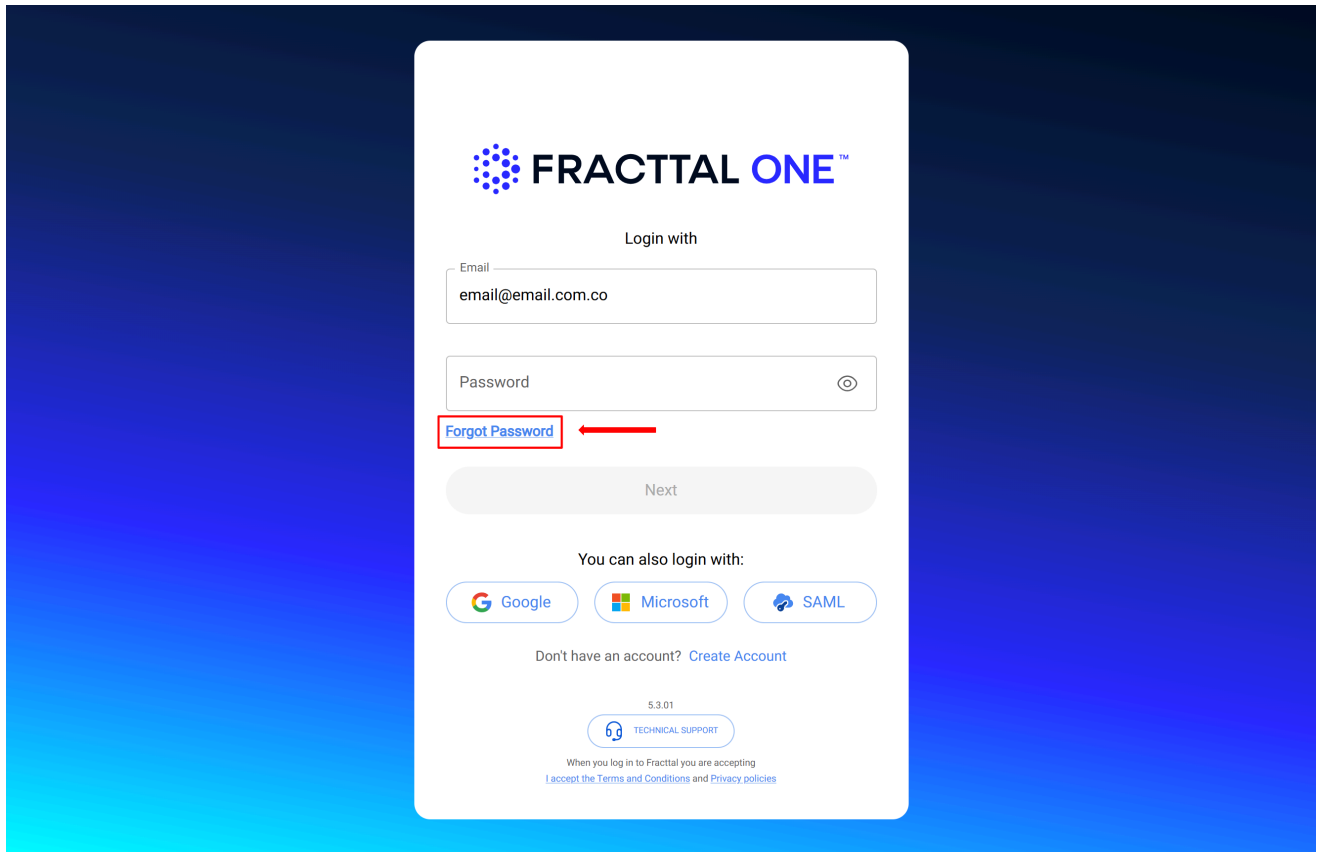 FRACTTAL ONE™
Login with
Email
email@email.com.co
Password
Forgot Password
Next
You can also login with:
Google
Microsoft
SAML
Don't have an account? Create Account
5.3.01
TECHNICAL SUPPORT
When you log in to Fracttal you are accepting
I accept the Terms and Conditions and Privacy policies